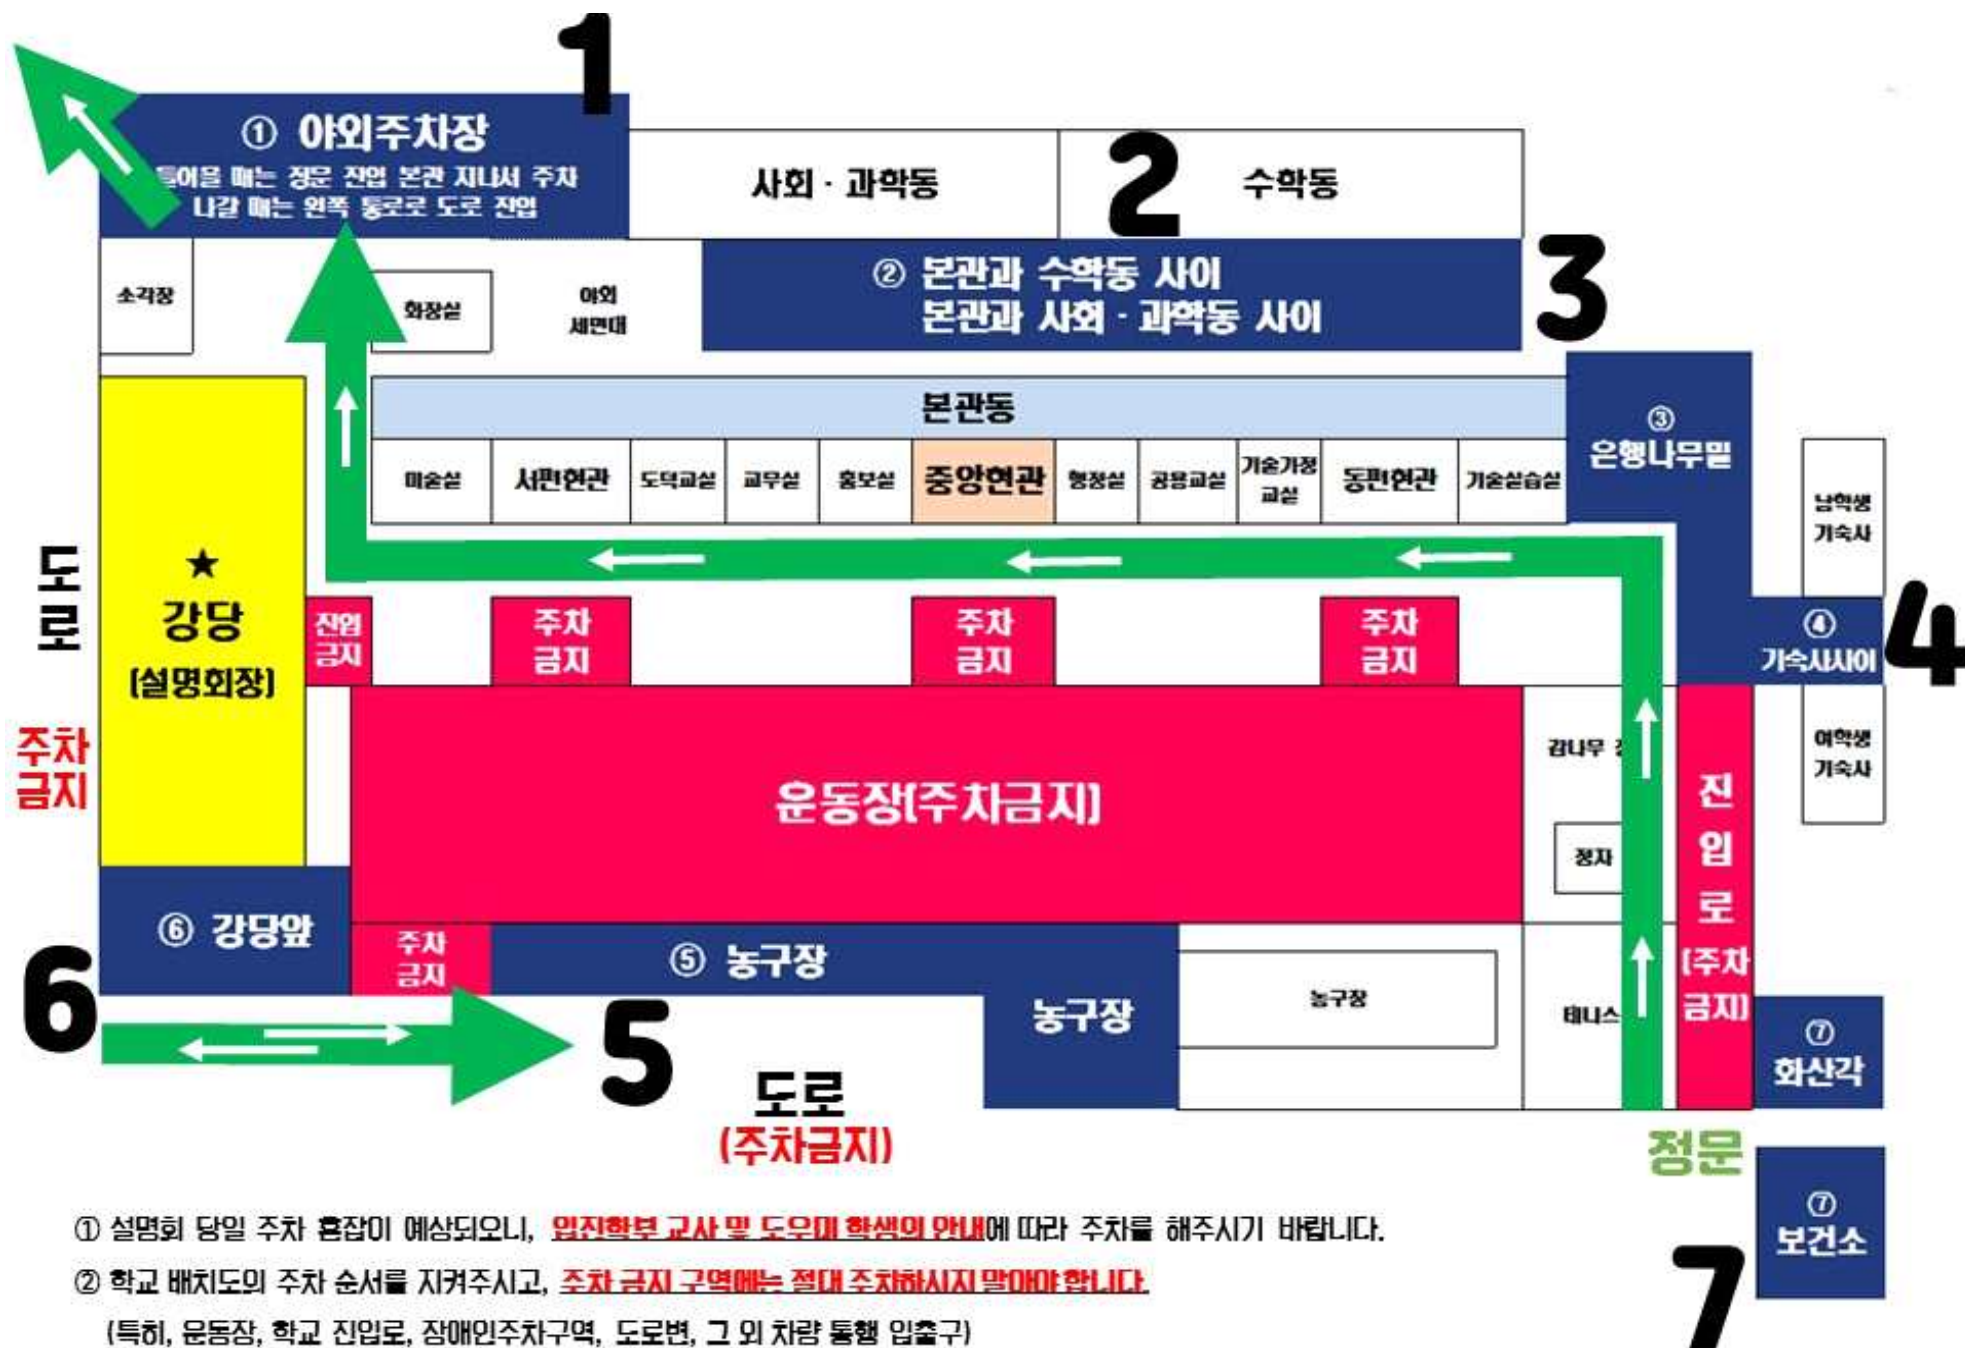 1
① 야외주차장
들어올 때는 정문 진입 본관 지나서 주차
나갈 때는 왼쪽 통로로 도로 진입
사회 · 과학동
2
수학동
소각장
화장실
야외
세면대
② 본관과 수학동 사이
본관과 사회 · 과학동 사이
3
본관동
③
은행나무밑
미술실
서편현관
도덕교실
교무실
홍보실
중앙현관
행정실
공용교실
기술가정
교실
동편현관
기술실습실
남학생
기숙사
도로
★
강당
(설명회장)
진입
금지
주차
금지
주차
금지
주차
금지
④
기숙사사이
4
주차
금지
운동장(주차금지)
감나무
정자
진
입
로
(주차
금지)
여학생
기숙사
⑥ 강당앞
주차
금지
⑤ 농구장
6
5
농구장
농구장
테니스
⑦
화산각
도로
(주차금지)
정문
⑦
보건소
7
① 설명회 당일 주차 혼잡이 예상되오니, 입진학부 교사 및 도우미 학생의 안내에 따라 주차를 해주시기 바랍니다.
② 학교 배치도의 주차 순서를 지켜주시고, 주차 금지 구역에는 절대 주차하시지 말아야 합니다.
(특히, 운동장, 학교 진입로, 장애인주차구역, 도로변, 그 외 차량 통행 입출구)